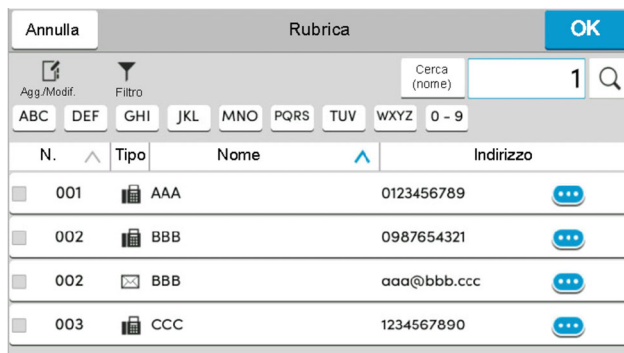 Annulla Rubrica OK
Agg./Modif. Filtro Cerca (nome) 1
ABC DEF GHI JKL MNO PQRS TUV WXYZ 0 - 9
N. Tipo Nome Indirizzo
001 AAA 0123456789
002 BBB 0987654321
002 BBB aaa@bbb.ccc
003 CCC 1234567890